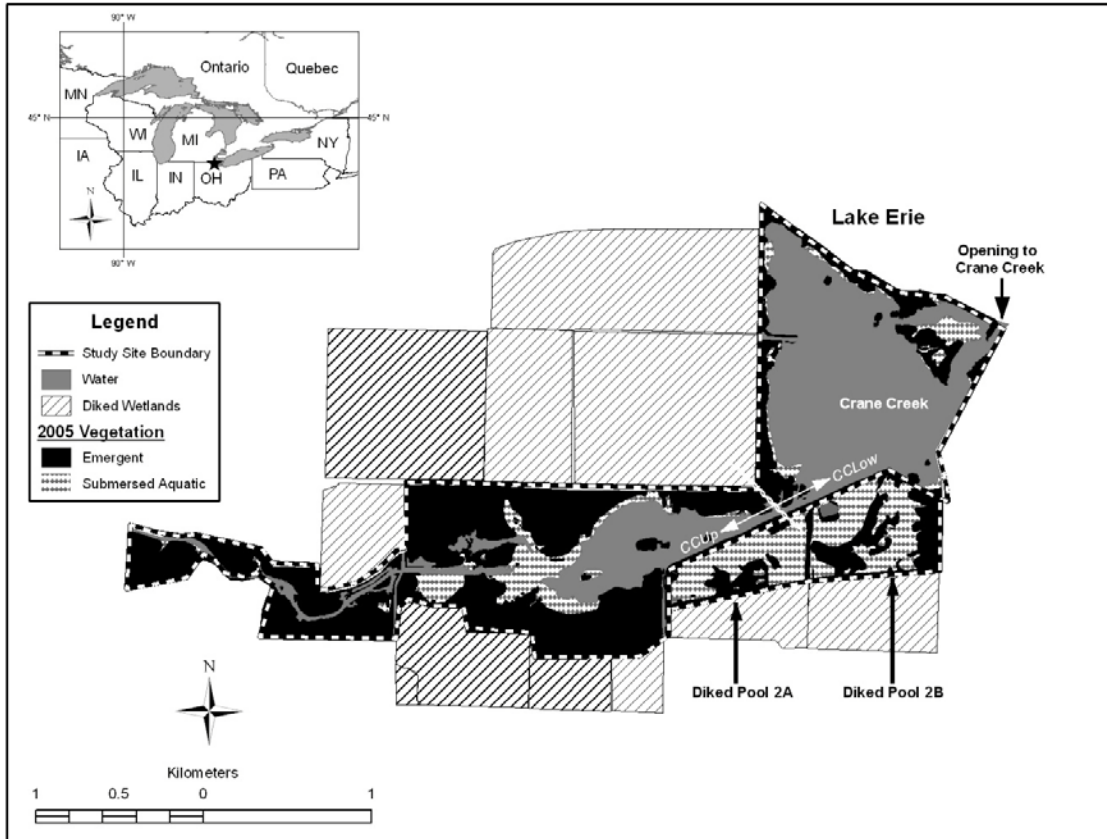 90° W
Ontario
Quebec
MN
45° N
45° N
WI
MI
NY
IA
IL
IN
OH
PA
N
90° W
Lake Erie
Opening to
Crane Creek
Legend
Study Site Boundary
Water
Diked Wetlands
2005 Vegetation
Emergent
Submersed Aquatic
Crane Creek
CCLow
CCUp
N
Diked Pool 2A
Diked Pool 2B
Kilometers
1 0.5 0 1